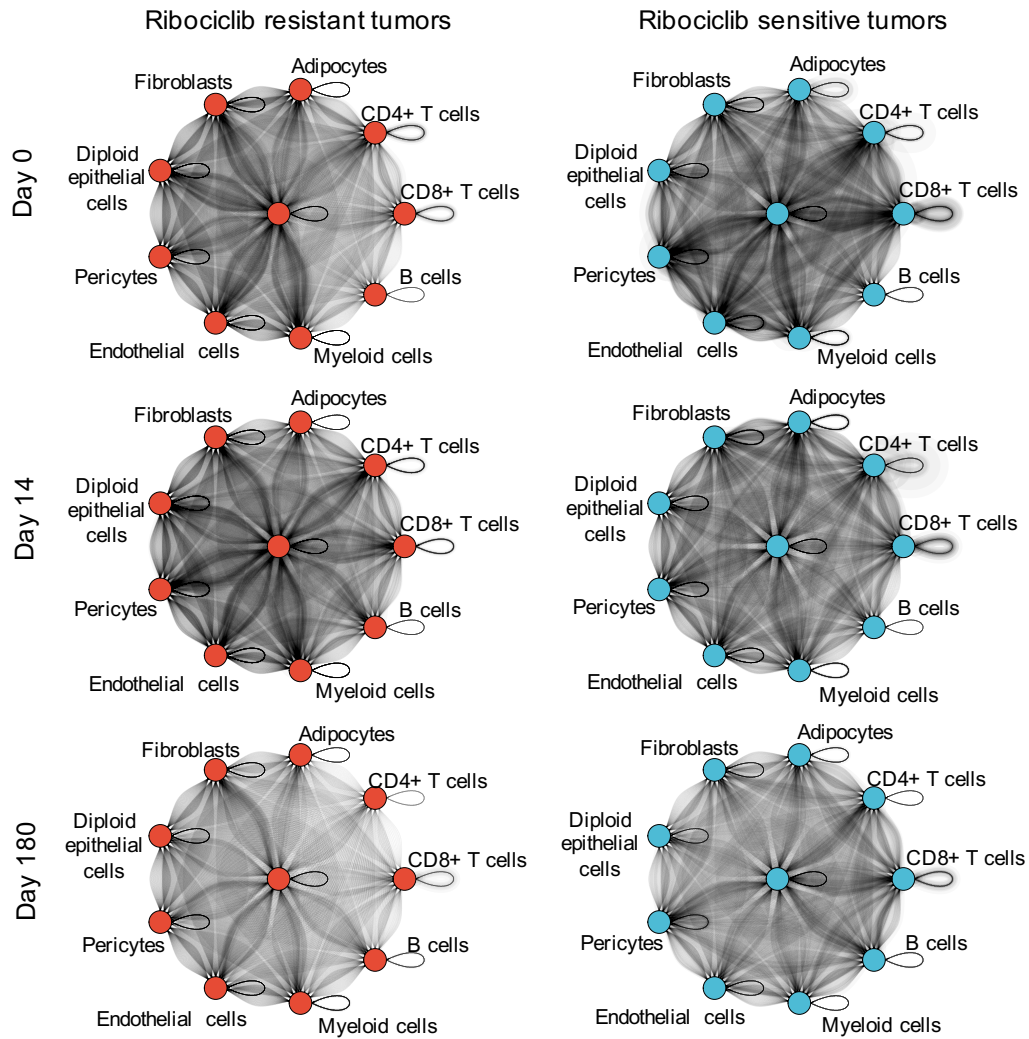 Ribociclib resistant tumors
Ribociclib sensitive tumors
Day 0
Adipocytes
Fibroblasts
CD4+ T cells
Diploid
epithelial
cells
CD8+ T cells
Pericytes
B cells
Endothelial cells
Myeloid cells
Adipocytes
Fibroblasts
CD4+ T cells
Diploid
epithelial
cells
CD8+ T cells
Pericytes
B cells
Endothelial cells
Myeloid cells
Day 14
Adipocytes
Fibroblasts
CD4+ T cells
Diploid
epithelial
cells
CD8+ T cells
Pericytes
B cells
Endothelial cells
Myeloid cells
Adipocytes
Fibroblasts
CD4+ T cells
Diploid
epithelial
cells
CD8+ T cells
Pericytes
B cells
Endothelial cells
Myeloid cells
Day 180
Adipocytes
Fibroblasts
CD4+ T cells
Diploid
epithelial
cells
CD8+ T cells
Pericytes
B cells
Endothelial cells
Myeloid cells
Adipocytes
Fibroblasts
CD4+ T cells
Diploid
epithelial
cells
CD8+ T cells
Pericytes
B cells
Endothelial cells
Myeloid cells